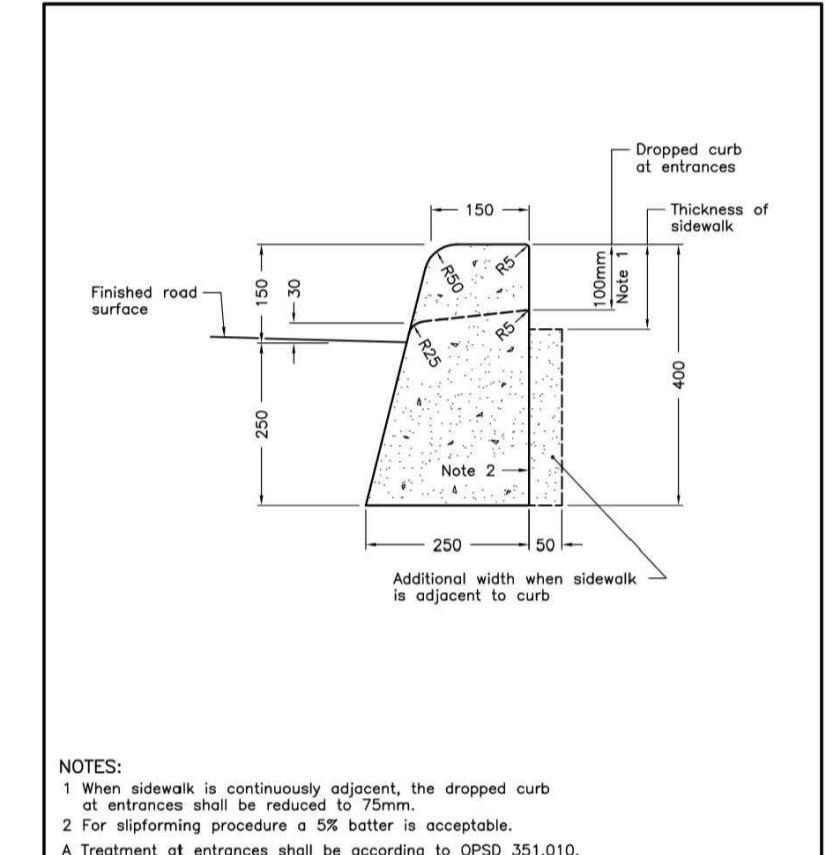 Dropped curb
at entrances
Thickness of
sidewalk
150
R50
R5
100mm
Note 1
150
30
Finished road
surface
R25
R5
400
250
Note 2
250
50
Additional width when sidewalk
is adjacent to curb
NOTES:
1 When sidewalk is continuously adjacent, the dropped curb
at entrances shall be reduced to 75mm.
2 For slipforming procedure a 5% batter is acceptable.
A Treatment at entrances shall be according to OPSD 351.010.